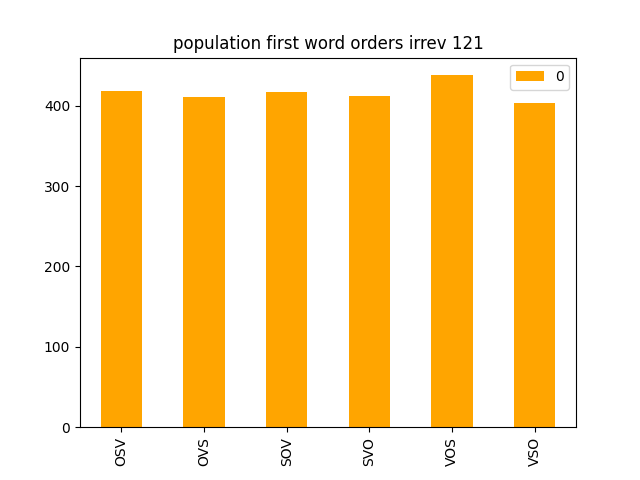 population first word orders irrev 121
0
400
300
200
100
0
OSV
OVS
SOV
SVO
VOS
VSO